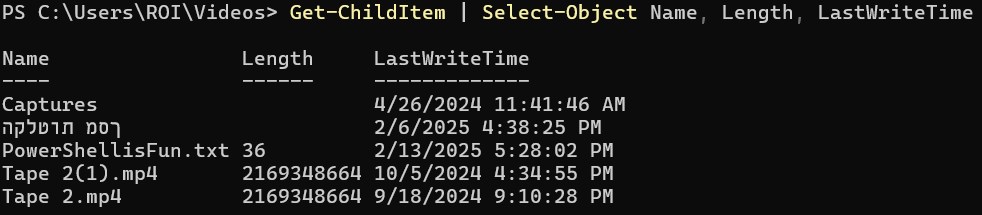 PS C:\Users\ROI\Videos> Get-ChildItem | Select-Object Name, Length, LastWriteTime
Name Length LastWriteTime
---- ------ -------------
Captures 4/26/2024 11:41:46 AM
הקלטות מסך 2/6/2025 4:38:25 PM
PowerShellisFun.txt 36 2/13/2025 5:28:02 PM
Tape 2(1).mp4 2169348664 10/5/2024 4:34:55 PM
Tape 2.mp4 2169348664 9/18/2024 9:10:28 PM